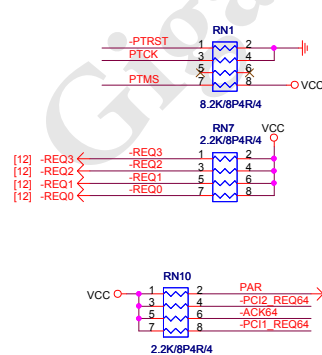 RN1
-PTRST 1 2
PTCK 3 4
5 6
PTMS 7 8 VCC
8.2K/8P4R/4
RN7
2.2K/8P4R/4 VCC
[12] -REQ3 -REQ3 1 2
[12] -REQ2 -REQ2 3 4
[12] -REQ1 -REQ1 5 6
[12] -REQ0 -REQ0 7 8
RN10
VCC 1 2 PAR
3 4 -PCI2_REQ64
5 6 -ACK64
7 8 -PCI1_REQ64
2.2K/8P4R/4
Giga